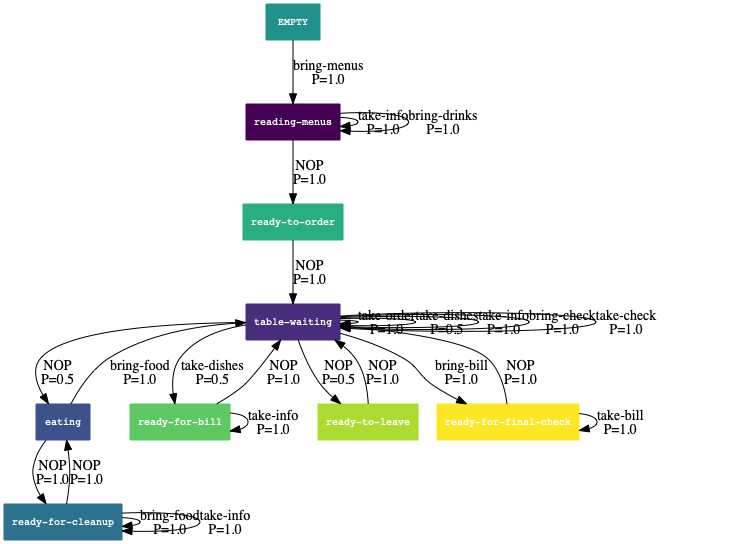 EMPTY
bring-menus
P=1.0
reading-menus
take-info bring-drinks
P=1.0 P=1.0
NOP
P=1.0
ready-to-order
NOP
P=1.0
table-waiting
take-order take-dishes take-info bring-check take-check
P=1.0 P=0.5 P=1.0 P=1.0 P=1.0
NOP bring-food take-dishes NOP NOP NOP bring-bill NOP
P=0.5 P=1.0 P=0.5 P=1.0 P=0.5 P=1.0 P=1.0 P=1.0
eating ready-for-bill take-info ready-to-leave ready-for-final-check take-bill
P=1.0 P=1.0
NOP NOP
P=1.0 P=1.0
ready-for-cleanup bring-food take-info
P=1.0 P=1.0